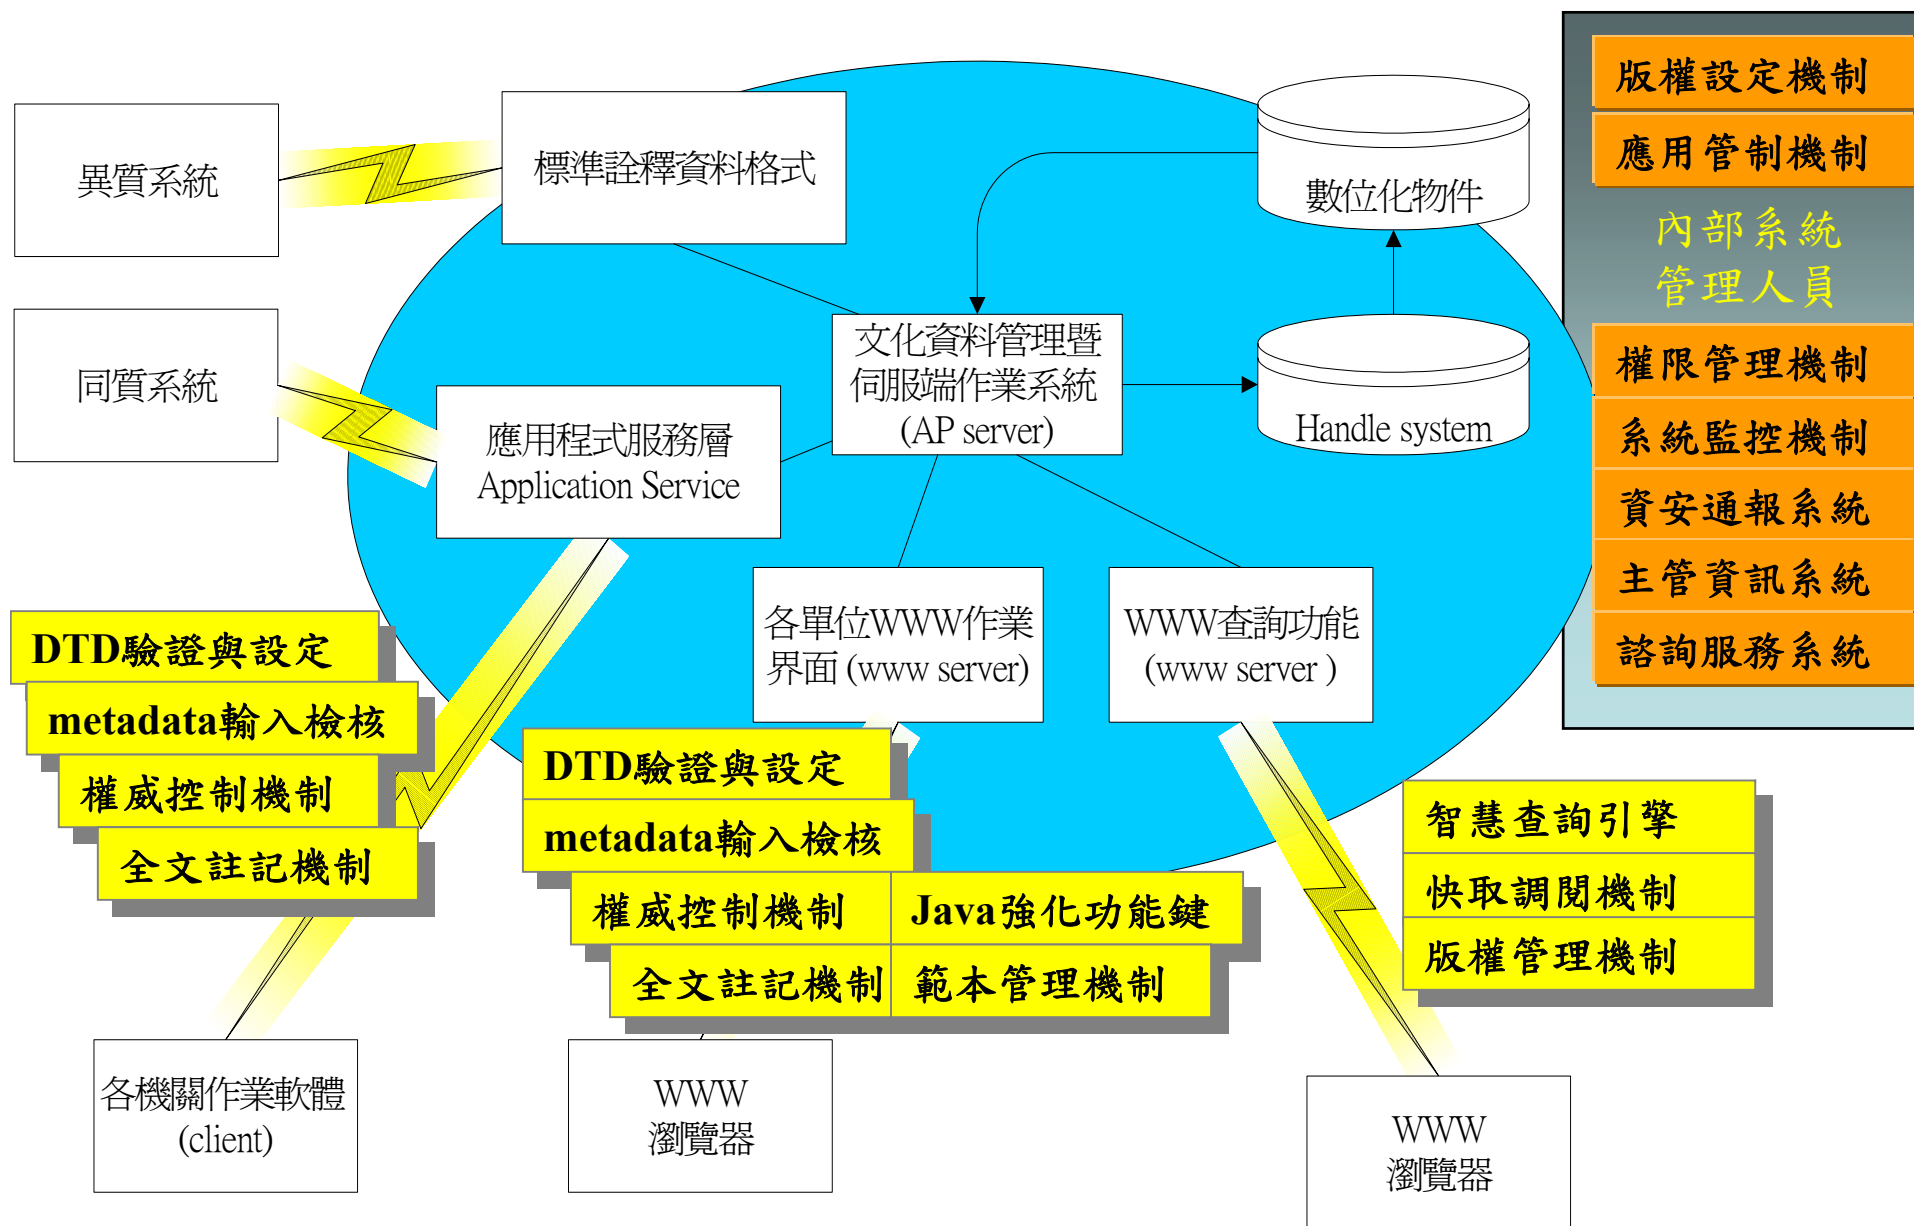 異質系統
標準詮釋資料格式
數位化物件
同質系統
應用程式服務層
Application Service
文化資料管理暨
伺服端作業系統
(AP server)
Handle system
各單位WWW作業
界面 (www server)
WWW查詢功能
(www server )
DTD驗證與設定
metadata輸入檢核
權威控制機制
全文註記機制
DTD驗證與設定
metadata輸入檢核
權威控制機制
Java強化功能鍵
全文註記機制
範本管理機制
智慧查詢引擎
快取調閱機制
版權管理機制
各機關作業軟體
(client)
WWW
瀏覽器
WWW
瀏覽器
版權設定機制
應用管制機制
內部系統
管理人員
權限管理機制
系統監控機制
資安通報系統
主管資訊系統
諮詢服務系統